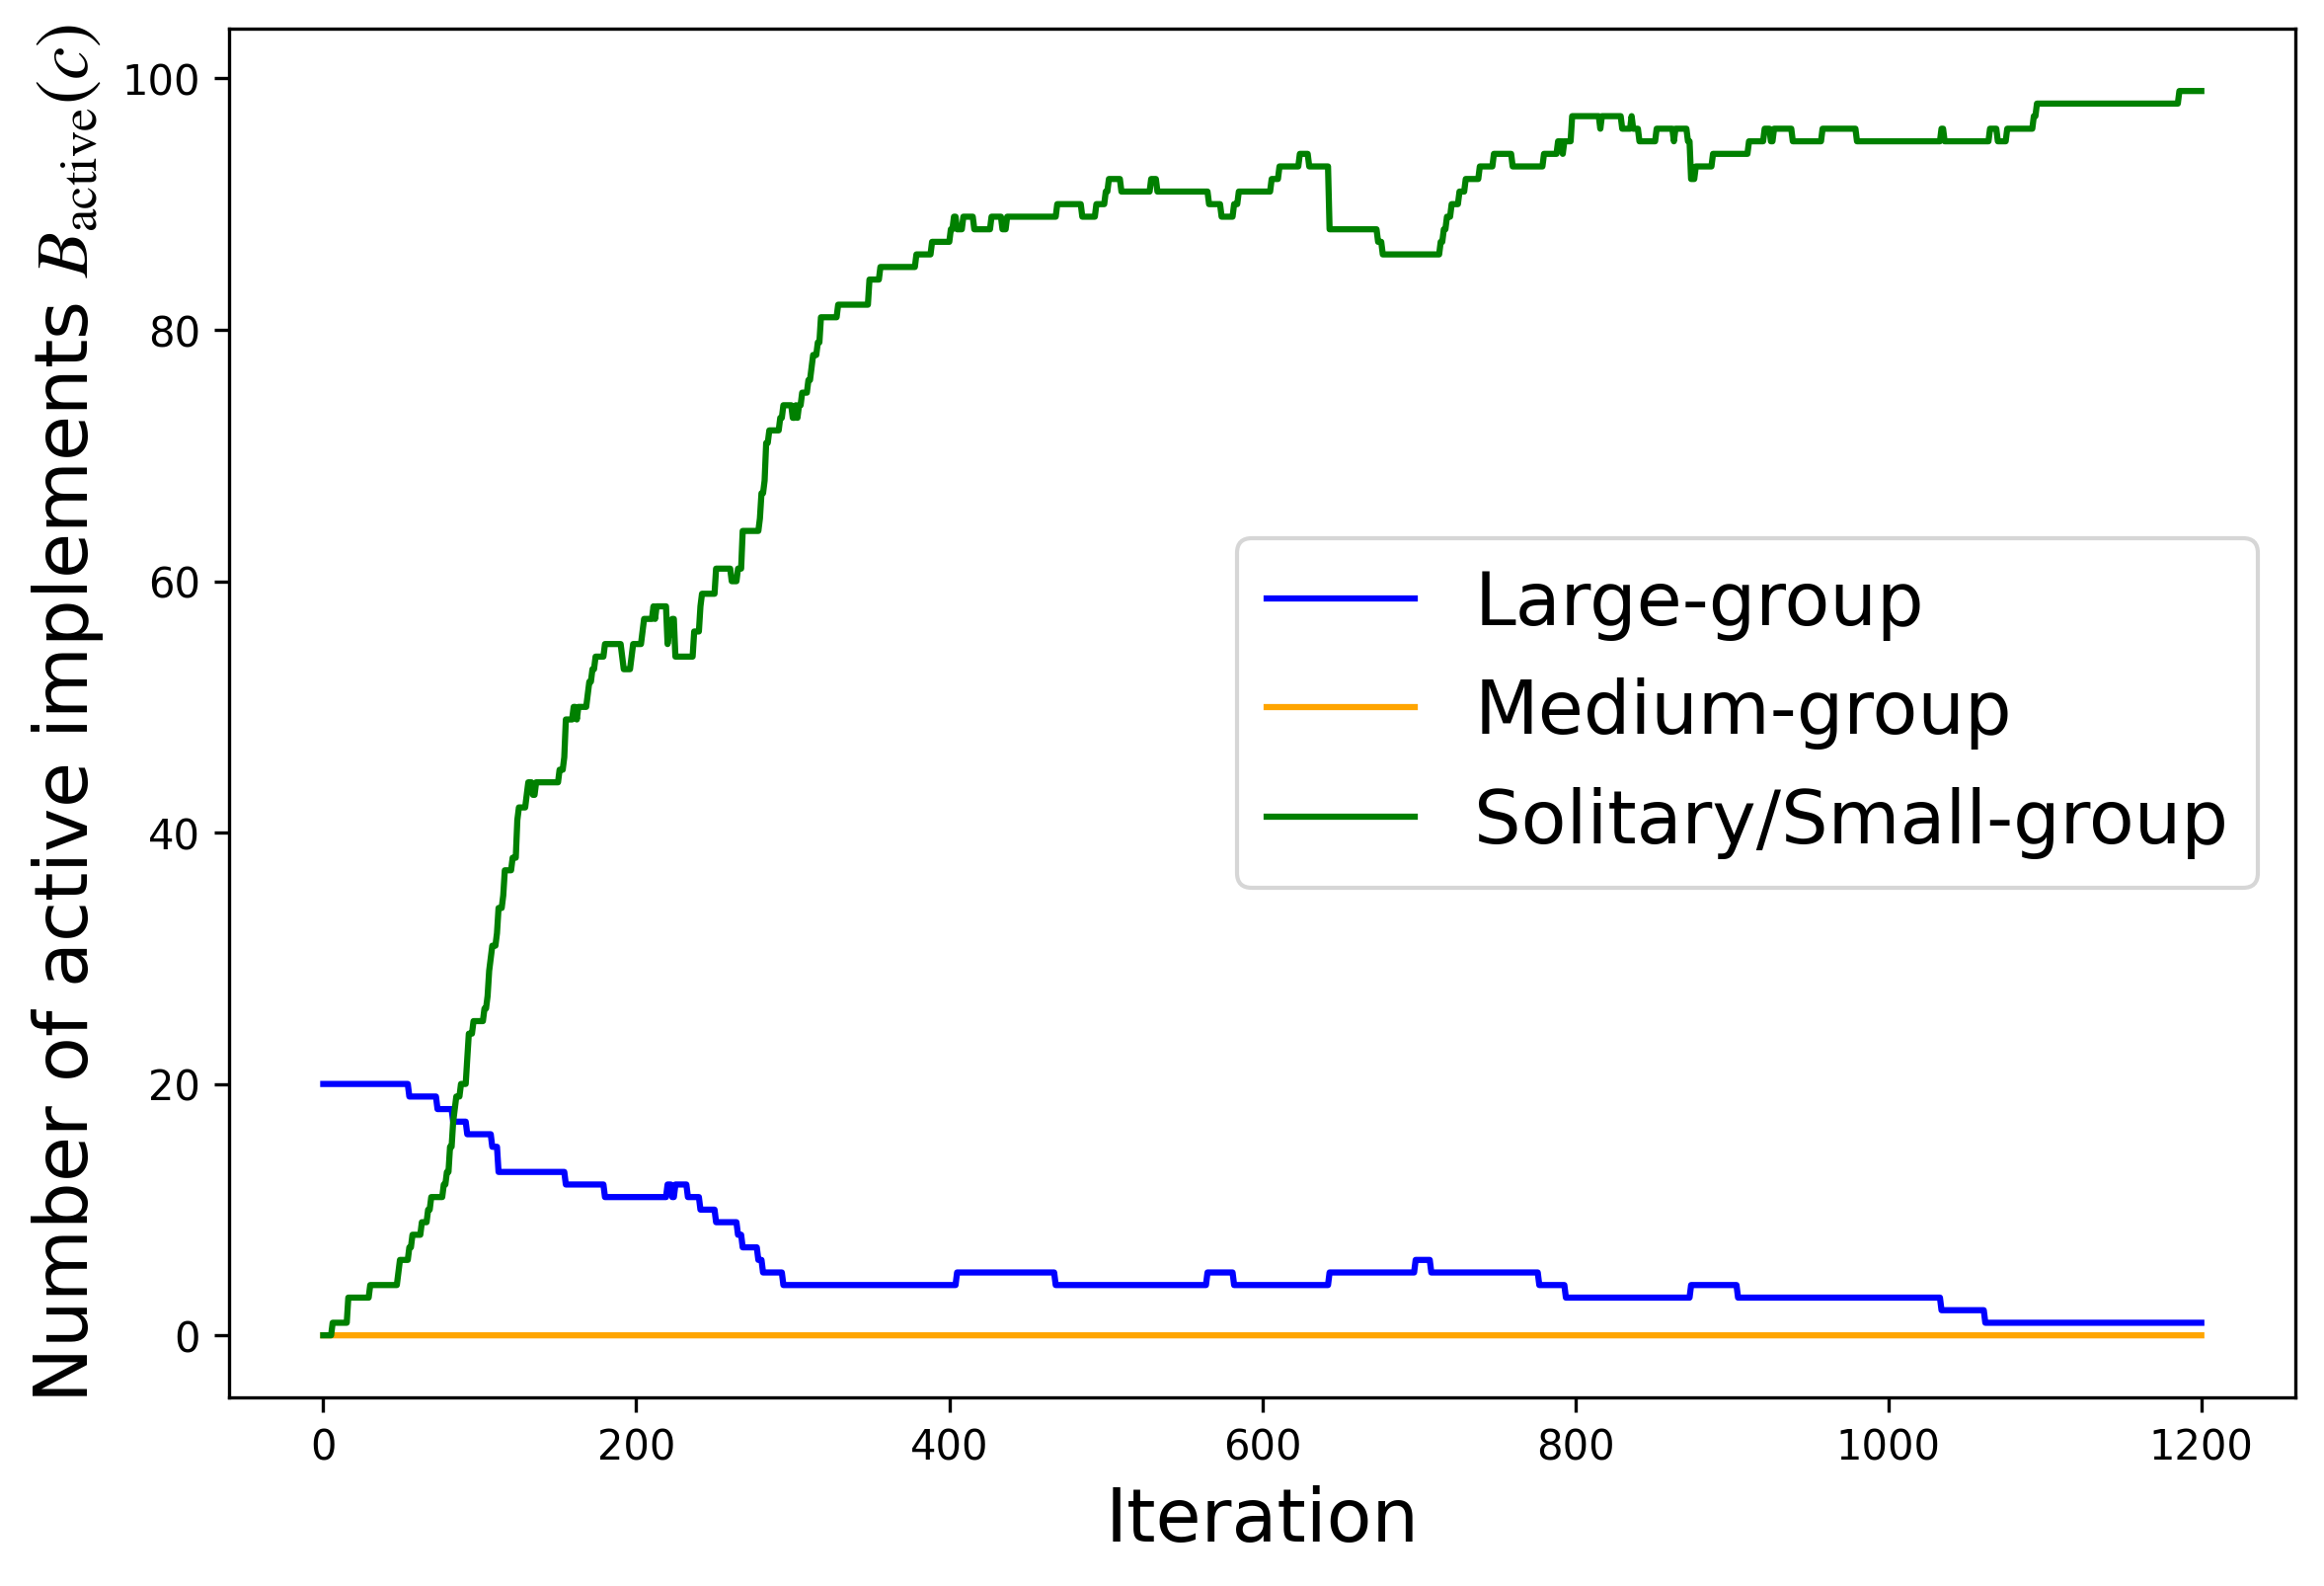 Number of active implements B_active(c)
100
80
60
40
20
0
Large-group
Medium-group
Solitary/Small-group
0 200 400 600 800 1000 1200
Iteration